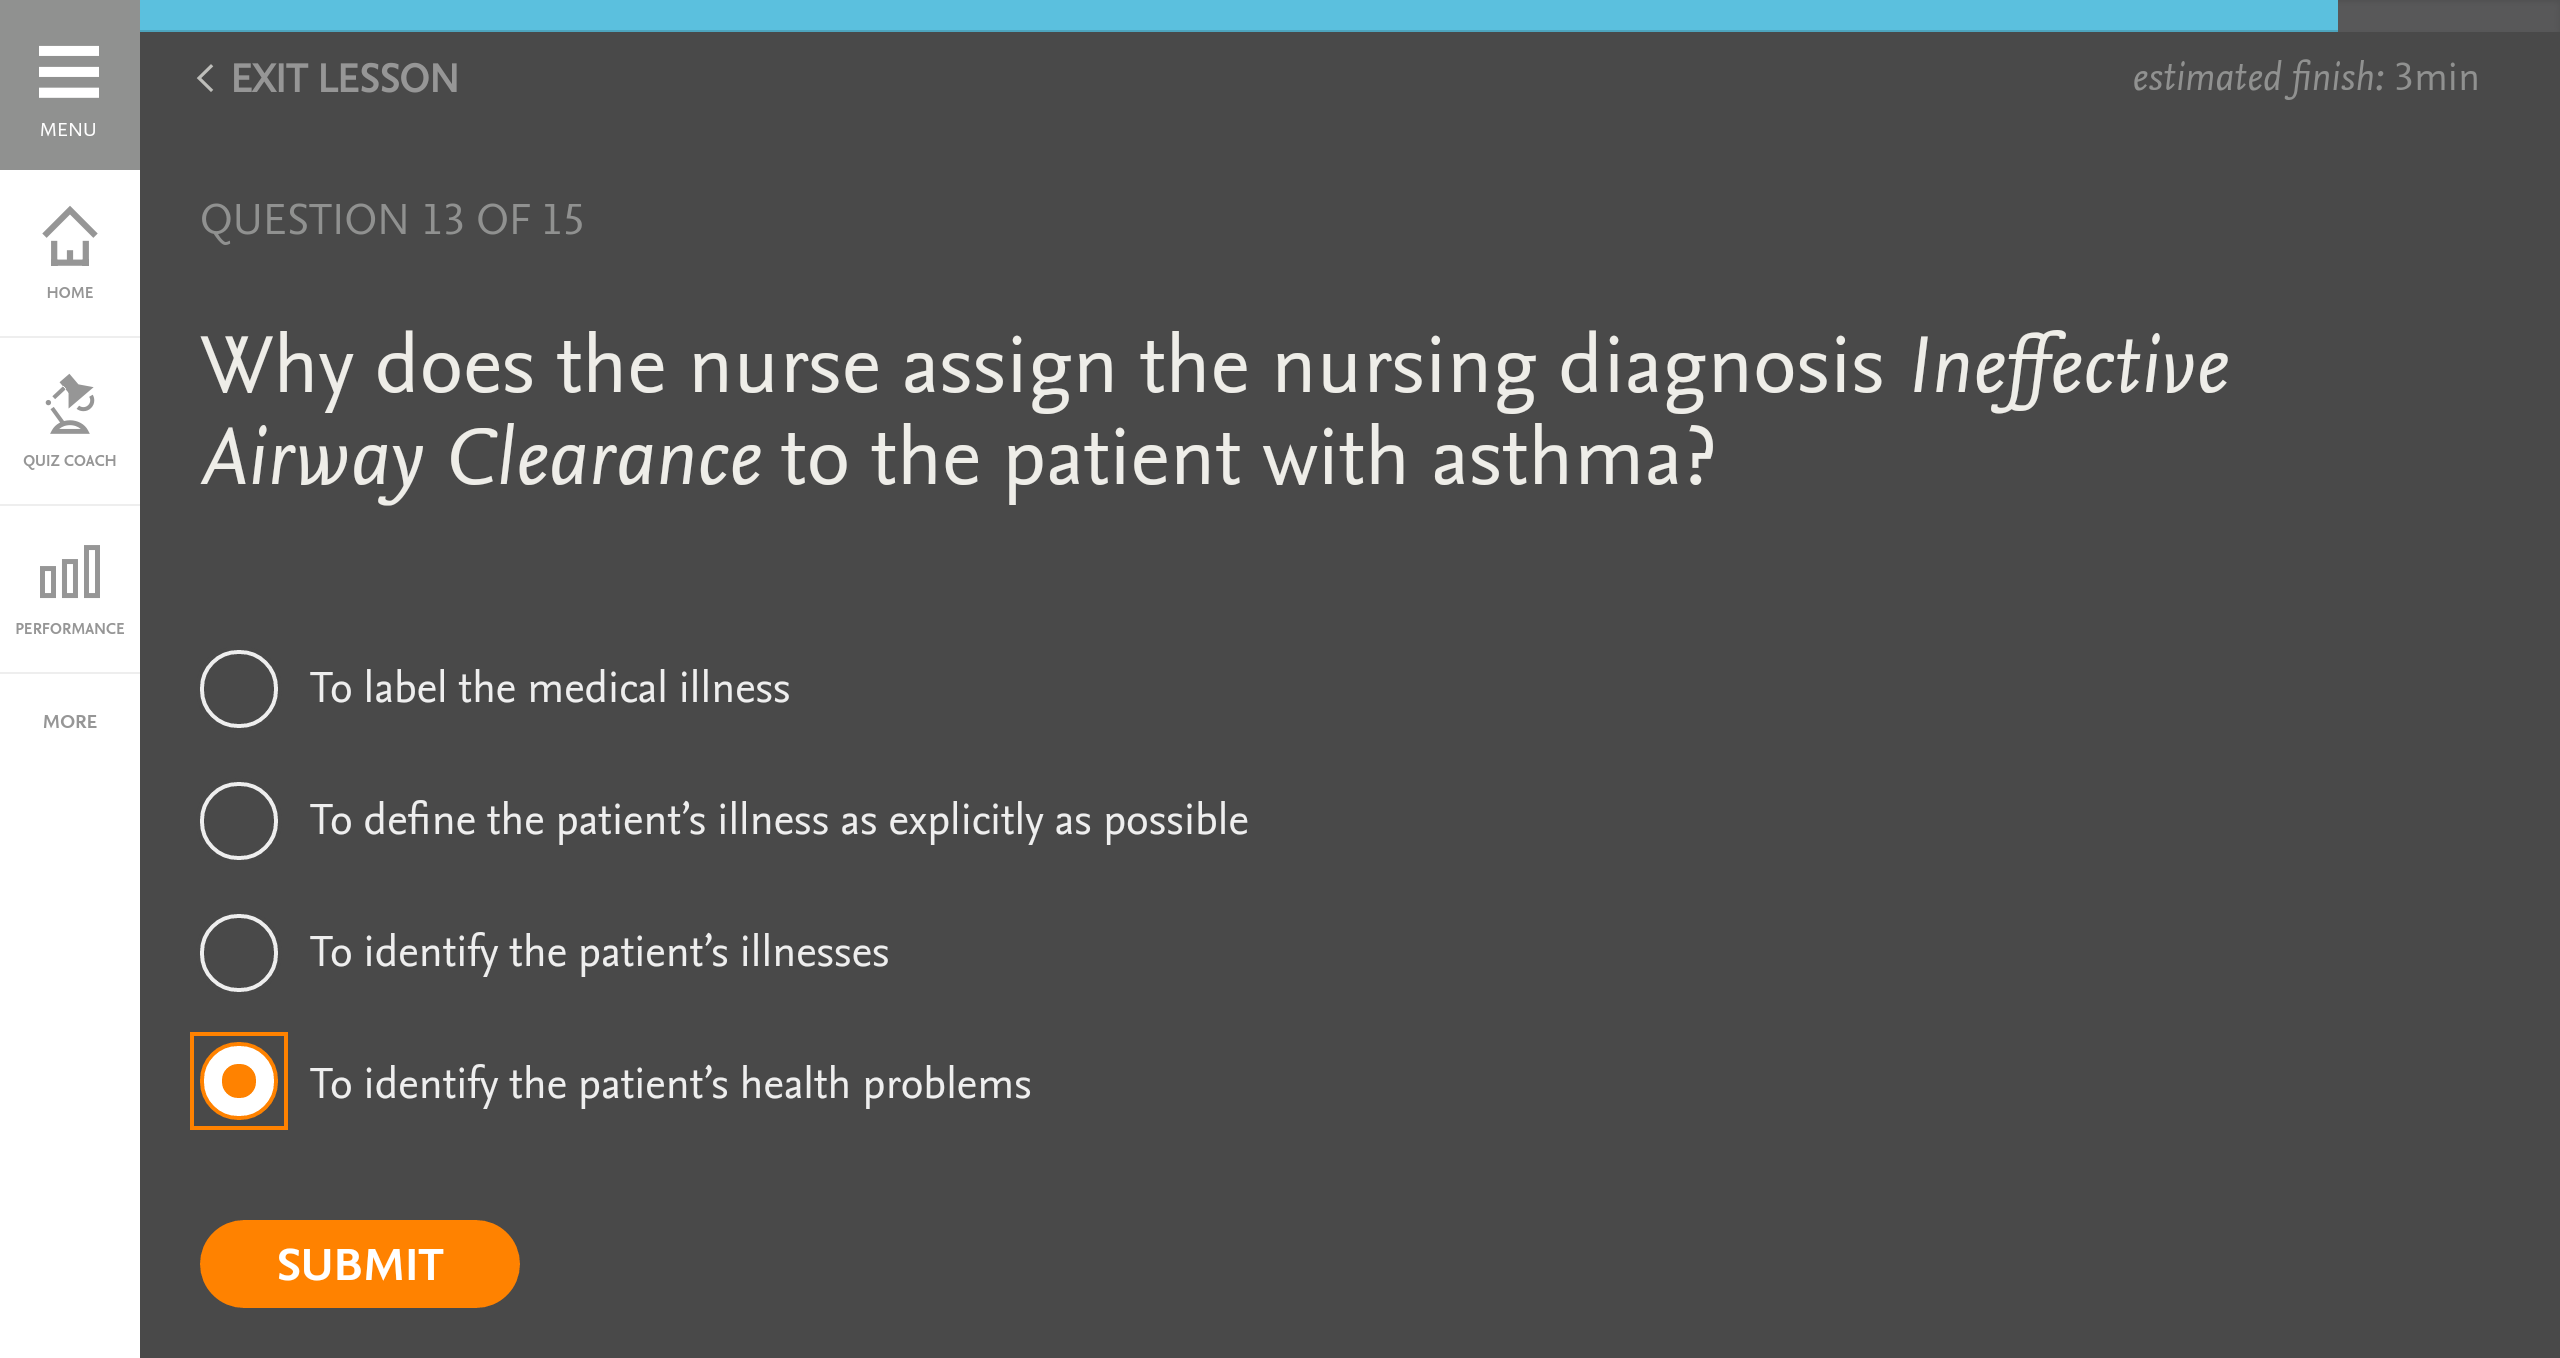 MENU
HOME
QUIZ COACH
PERFORMANCE
MORE
EXIT LESSON
estimated finish: 3min
QUESTION 13 OF 15
Why does the nurse assign the nursing diagnosis Ineffective
Airway Clearance to the patient with asthma?
To label the medical illness
To define the patient’s illness as explicitly as possible
To identify the patient’s illnesses
To identify the patient’s health problems
SUBMIT